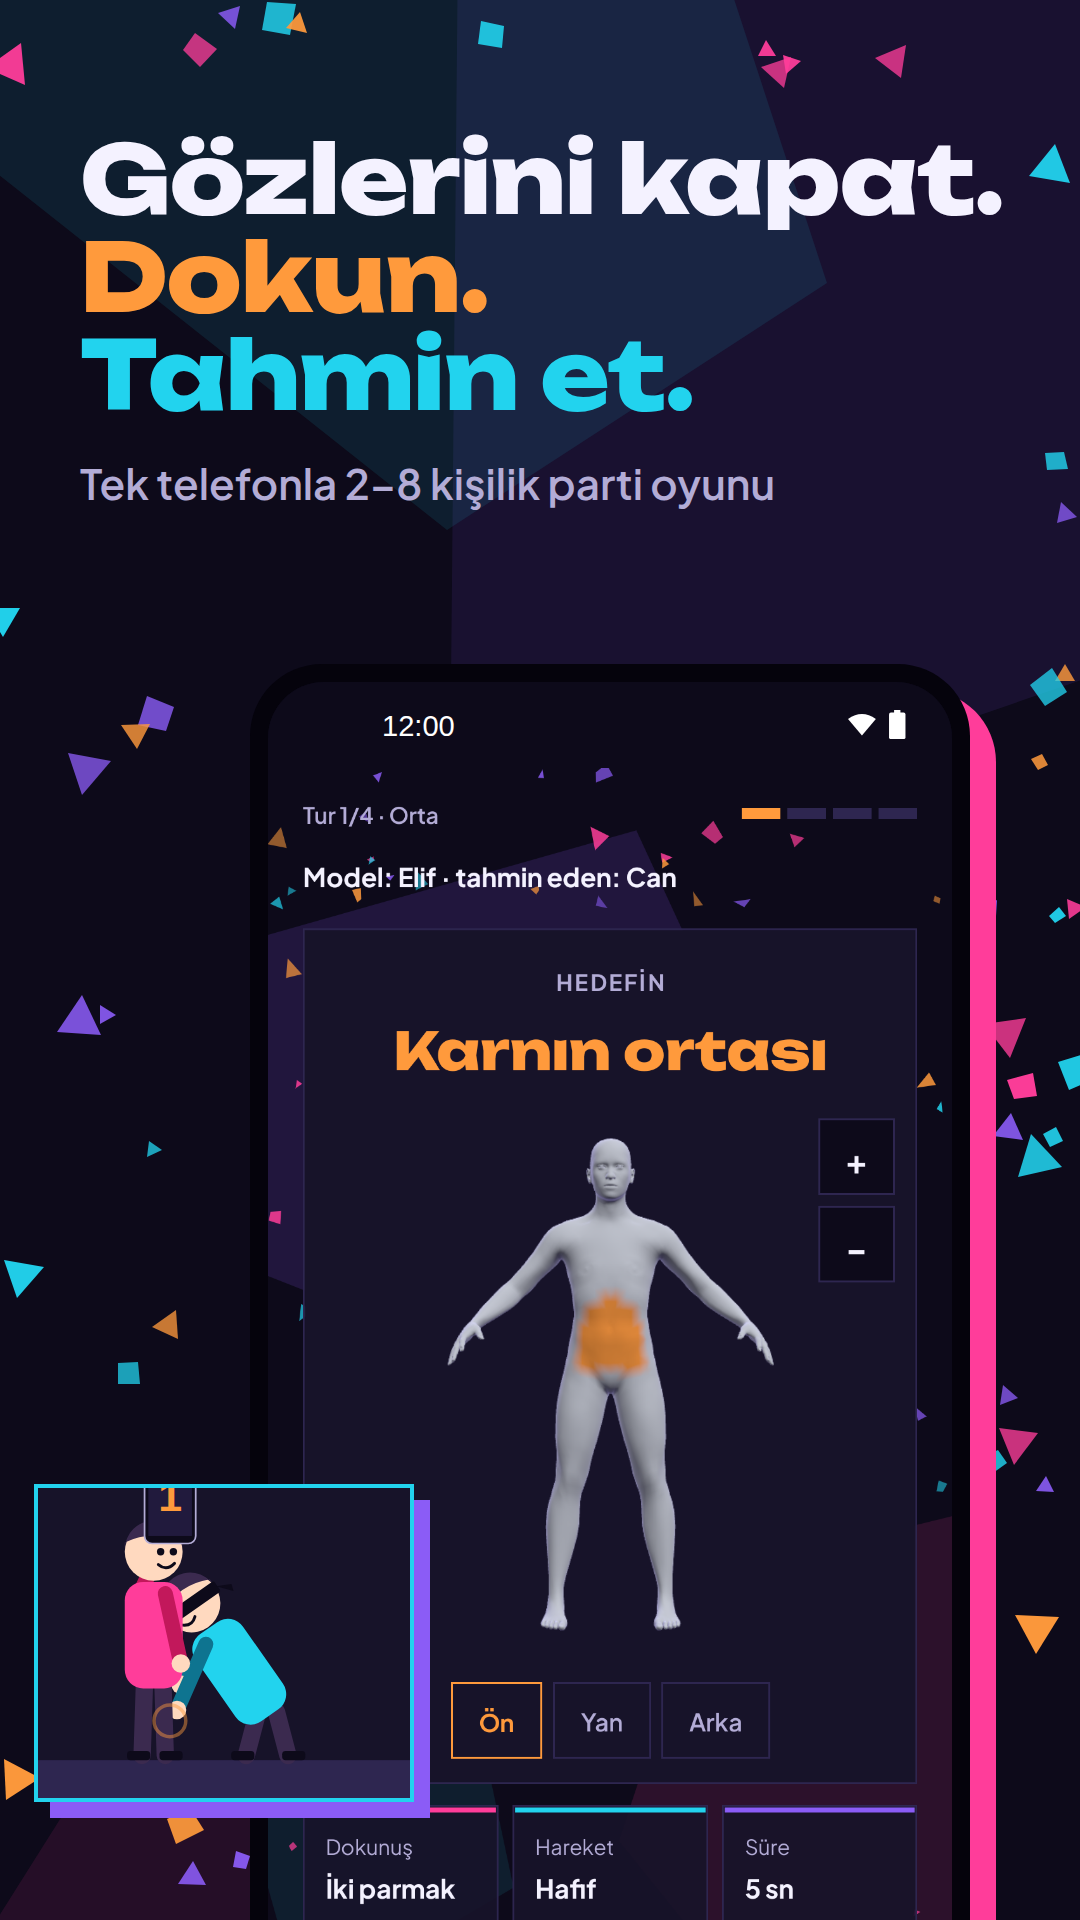 Gözlerini kapat.
Dokun.
Tahmin et.
Tek telefonla 2–8 kişilik parti oyunu
12:00
Tur 1/4 · Orta
Model: Elif · tahmin eden: Can
HEDEFİN
Karnın ortası
+
–
1
Ön
Yan
Arka
Dokunuş
Hareket
Süre
İki parmak
Hafif
5 sn